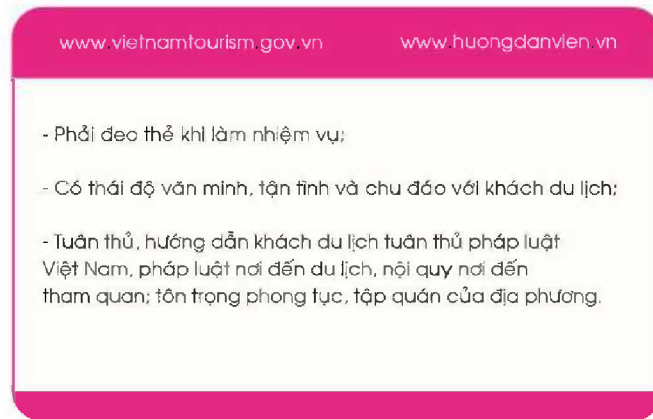 www.vietnamtourism.gov.vn www.huongdanvien.vn
- Phải đeo thẻ khi làm nhiệm vụ;
- Có thái độ văn minh, tận tình và chu đáo với khách du lịch;
- Tuân thủ, hướng dẫn khách du lịch tuân thủ pháp luật
Việt Nam, pháp luật nơi đến du lịch, nội quy nơi đến
tham quan; tôn trọng phong tục, tập quán của địa phương.